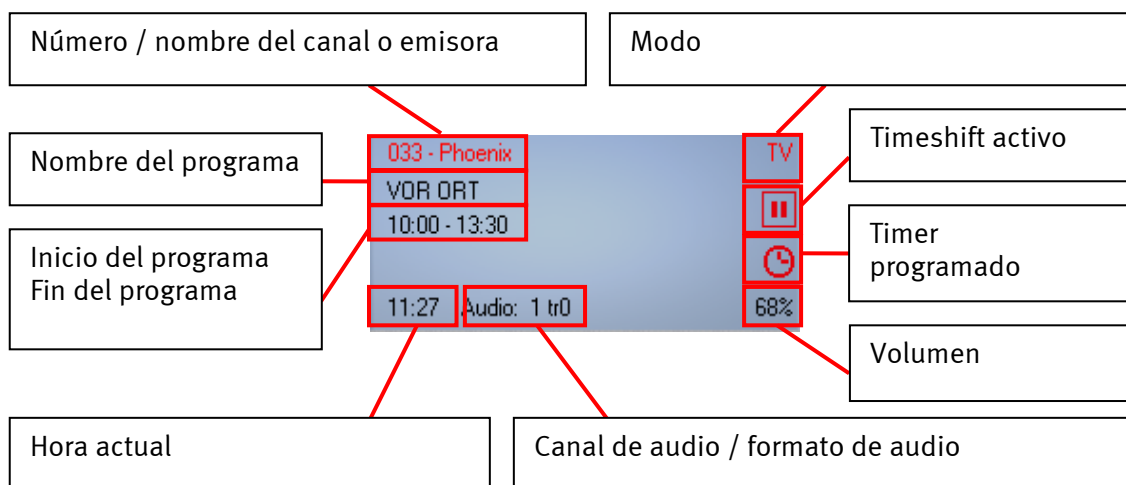 Número / nombre del canal o emisora
Modo
Nombre del programa
Timeshift activo
033 - Phoenix
TV
VOR ORT
10:00 - 13:30
Inicio del programa
Fin del programa
Timer
programado
11:27
Audio: 1 tr0
68%
Volumen
Hora actual
Canal de audio / formato de audio